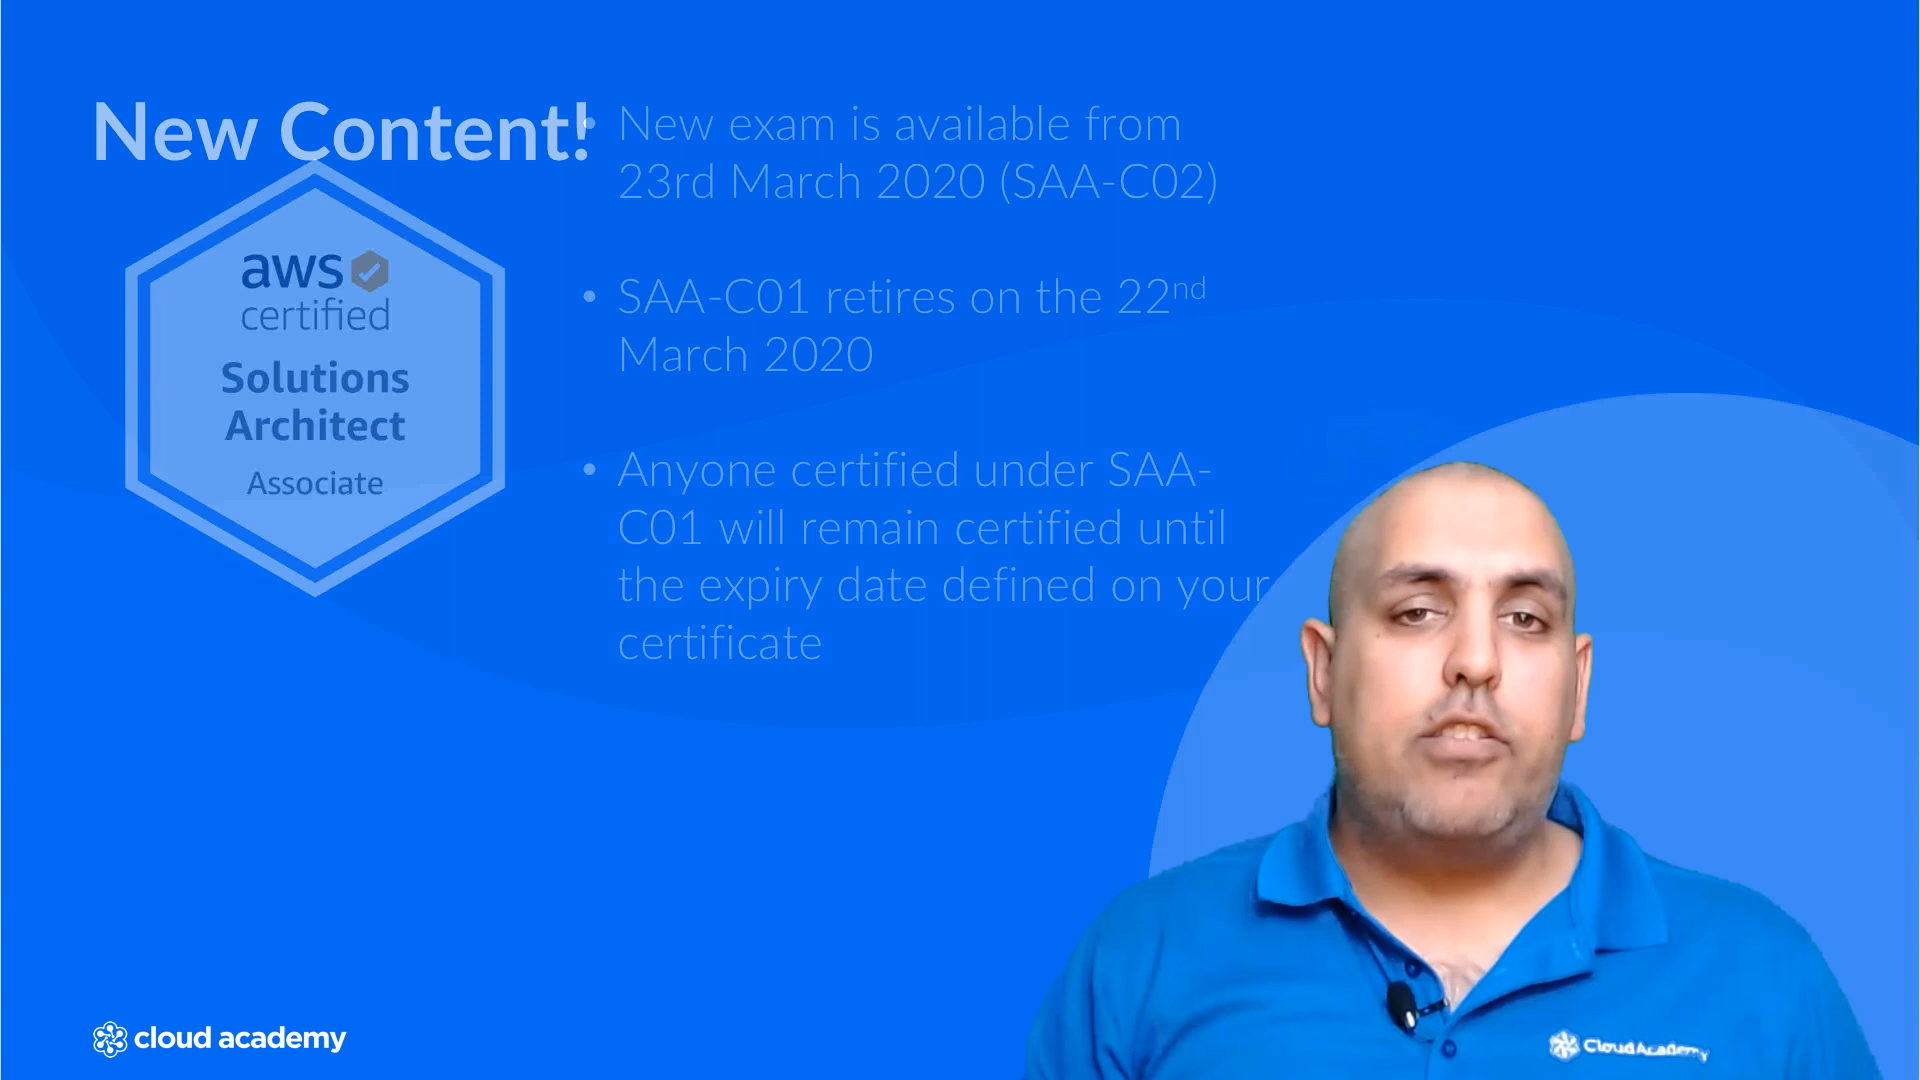 New Content!
aws
certified
Solutions
Architect
Associate
• New exam is available from
23rd March 2020 (SAA-C02)
• SAA-C01 retires on the 22nd
March 2020
• Anyone certified under SAA-
C01 will remain certified until
the expiry date defined on your
certificate
cloud academy
CloudAcademy